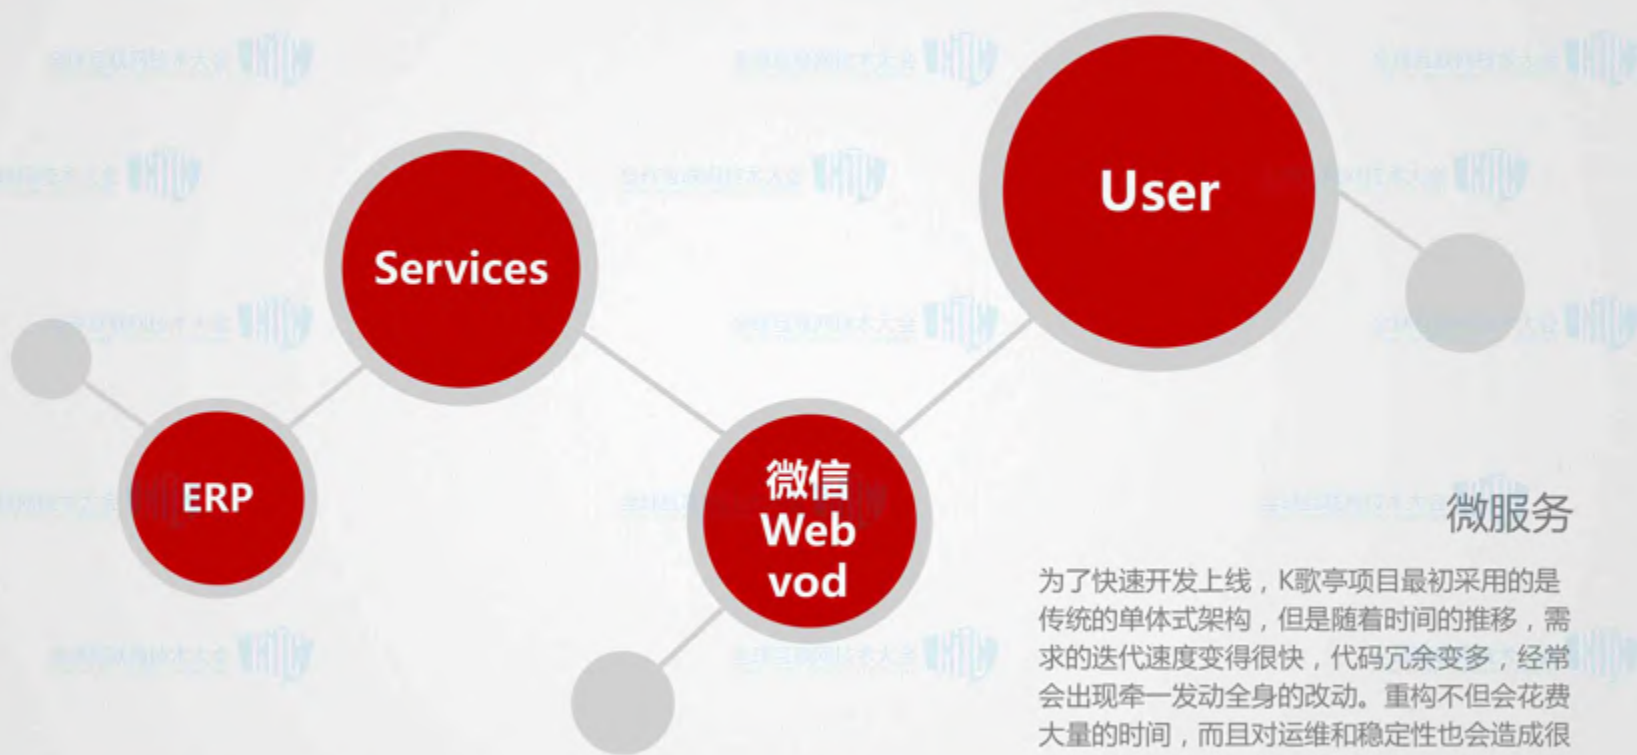 User
Services
ERP
微信
Web
vod
微服务
为了快速开发上线，K歌亭项目最初采用的是
传统的单体式架构，但是随着时间的推移，需
求的迭代速度变得很快，代码冗余变多，经常
会出现牵一发动全身的改动。重构不但会花费
大量的时间，而且对运维和稳定性也会造成很